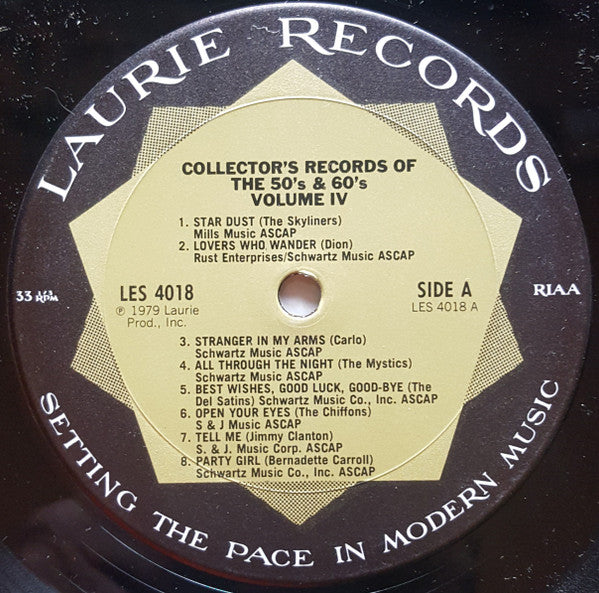 LAURIE RECORDS
COLLECTOR'S RECORDS OF
THE 50's & 60's
VOLUME IV
1. STAR DUST (The Skyliners)
Mills Music ASCAP
2. LOVERS WHO WANDER (Dion)
Rust Enterprises/Schwartz Music ASCAP
33 1/3 RPM
LES 4018
℗ 1979 Laurie
Prod., Inc.
SIDE A
LES 4018 A
RIAA
3. STRANGER IN MY ARMS (Carlo)
Schwartz Music ASCAP
4. ALL THROUGH THE NIGHT (The Mystics)
Schwartz Music ASCAP
5. BEST WISHES, GOOD LUCK, GOOD-BYE (The
Del Satins) Schwartz Music Co., Inc. ASCAP
6. OPEN YOUR EYES (The Chiffons)
S & J Music ASCAP
7. TELL ME (Jimmy Clanton)
S. & J. Music Corp. ASCAP
8. PARTY GIRL (Bernadette Carroll)
Schwartz Music Co., Inc. ASCAP
SETTING THE PACE IN MODERN MUSIC